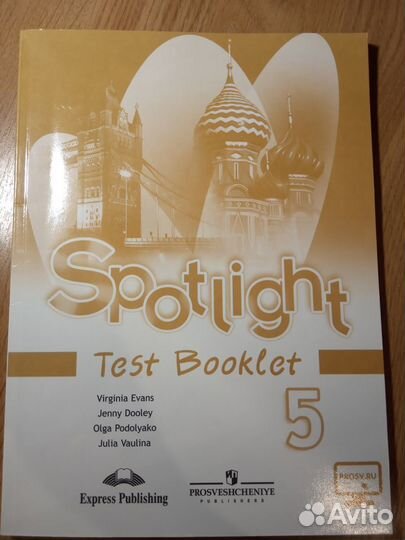 Spotlight
Test Booklet
Virginia Evans
Jenny Dooley
Olga Podolyako
Julia Vaulina
5
Express Publishing
PROSVESHCHENIYE
PUBLISHERS
PROSV.RU
Avito